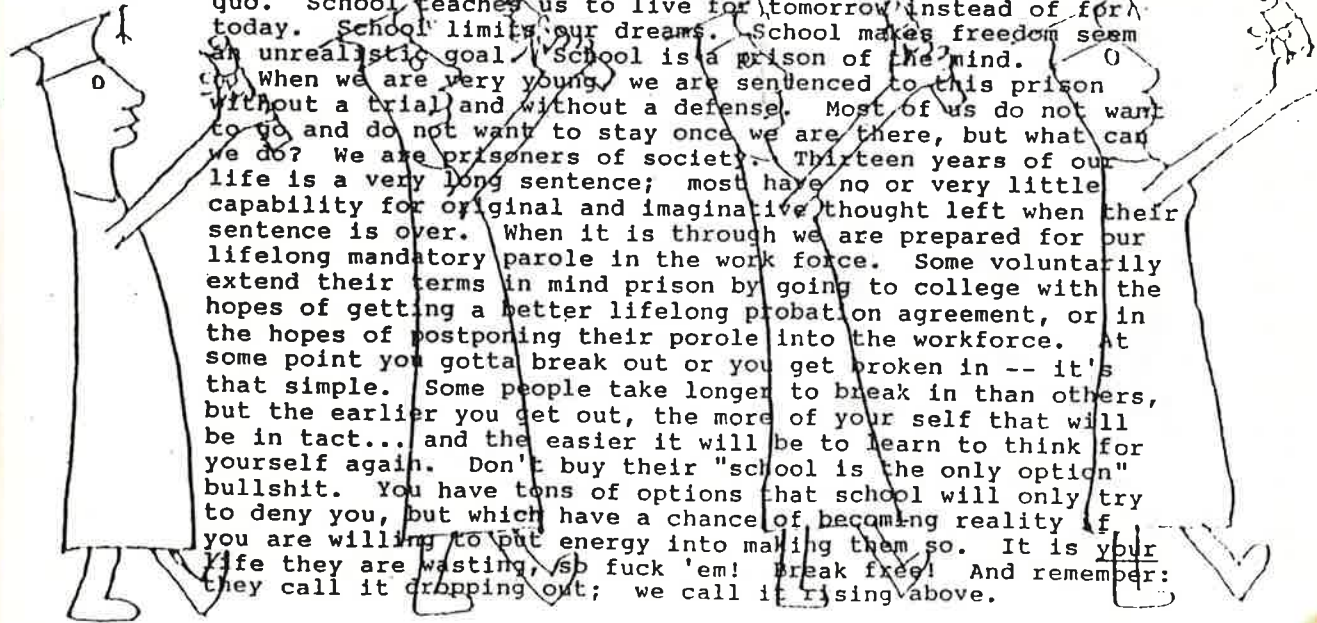 quo.  School teaches us to live for tomorrow instead of for
today.  School limits our dreams.  School makes freedom seem
an unrealistic goal.  School is a prison of the mind.
When we are very young, we are sentenced to this prison
without a trial and without a defense.  Most of us do not want
to go and do not want to stay once we are there, but what can
we do?  We are prisoners of society.  Thirteen years of our
life is a very long sentence;  most have no or very little
capability for original and imaginative thought left when their
sentence is over.  When it is through we are prepared for our
lifelong mandatory parole in the work force.  Some voluntarily
extend their terms in mind prison by going to college with the
hopes of getting a better lifelong probation agreement, or in
the hopes of postponing their porole into the workforce.  At
some point you gotta break out or you get broken in -- it's
that simple.  Some people take longer to break in than others,
but the earlier you get out, the more of your self that will
be in tact... and the easier it will be to learn to think for
yourself again.  Don't buy their "school is the only option"
bullshit.  You have tons of options that school will only try
to deny you, but which have a chance of becoming reality if
you are willing to put energy into making them so.  It is your
life they are wasting, so fuck 'em!  Break free!  And remember:
they call it dropping out;  we call it rising above.